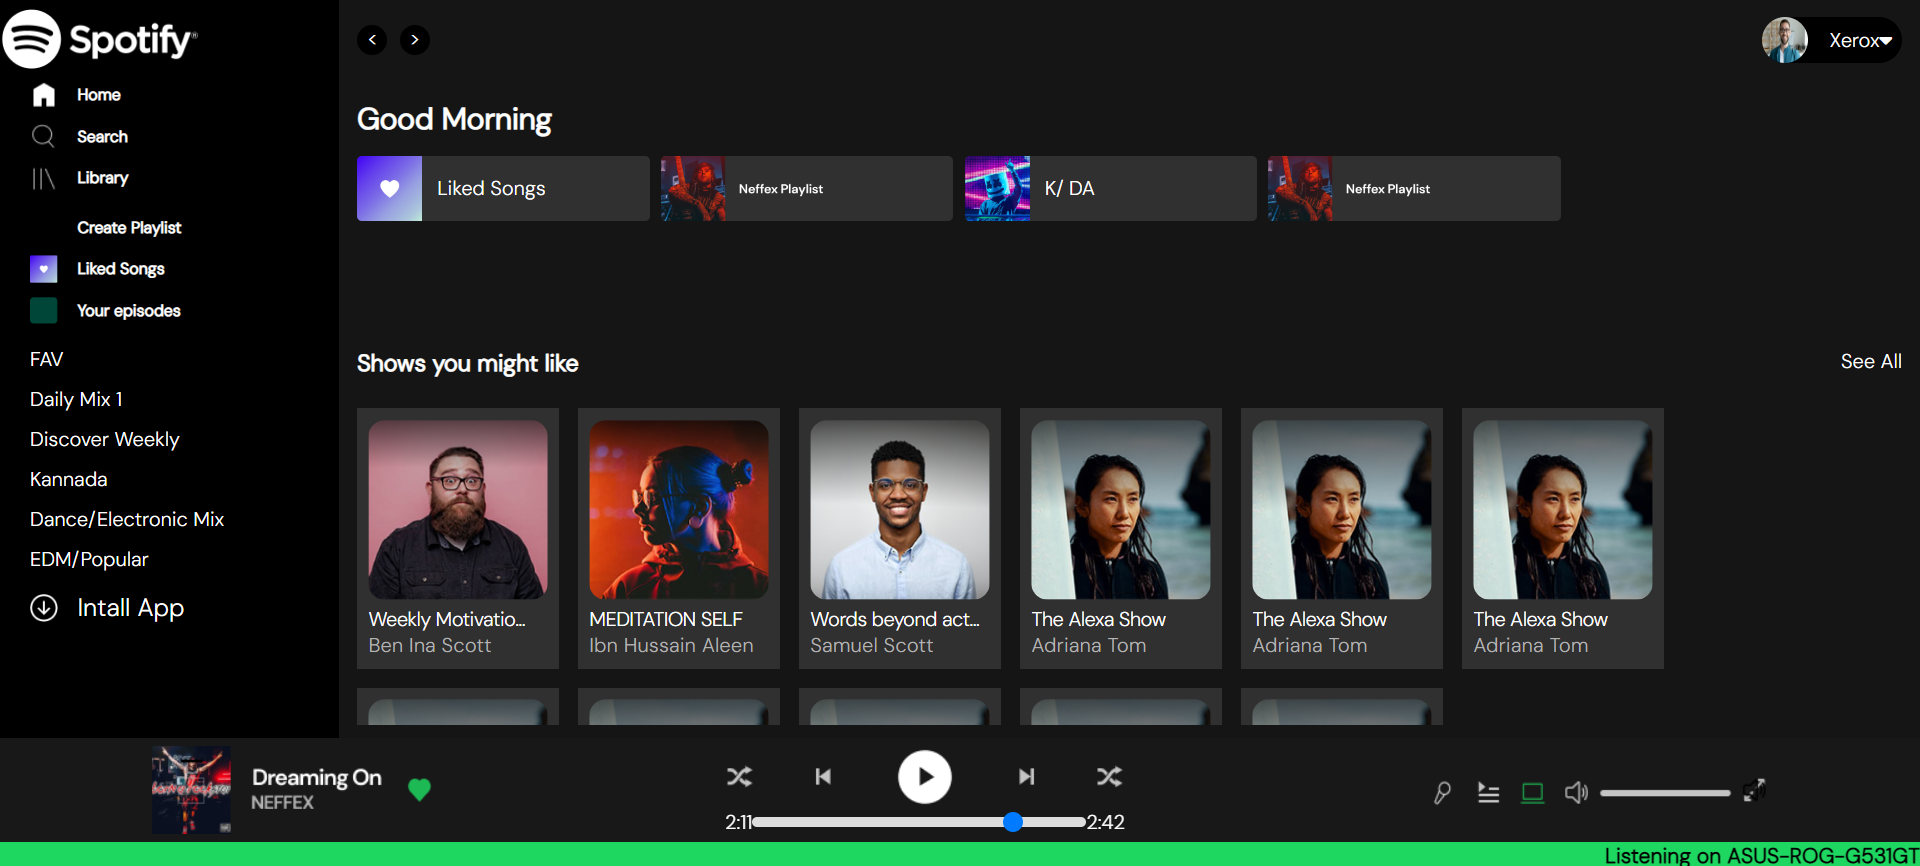 Spotify®
Home
Search
Library
Create Playlist
Liked Songs
Your episodes
FAV
Daily Mix 1
Discover Weekly
Kannada
Dance/Electronic Mix
EDM/Popular
Intall App
< >
Xerox
Good Morning
Liked Songs
Neffex Playlist
K/ DA
Neffex Playlist
Shows you might like
See All
Weekly Motivatio...
Ben Ina Scott
MEDITATION SELF
Ibn Hussain Aleen
Words beyond act...
Samuel Scott
The Alexa Show
Adriana Tom
The Alexa Show
Adriana Tom
The Alexa Show
Adriana Tom
Dreaming On
NEFFEX
2:11
2:42
Listening on ASUS-ROG-G531GT